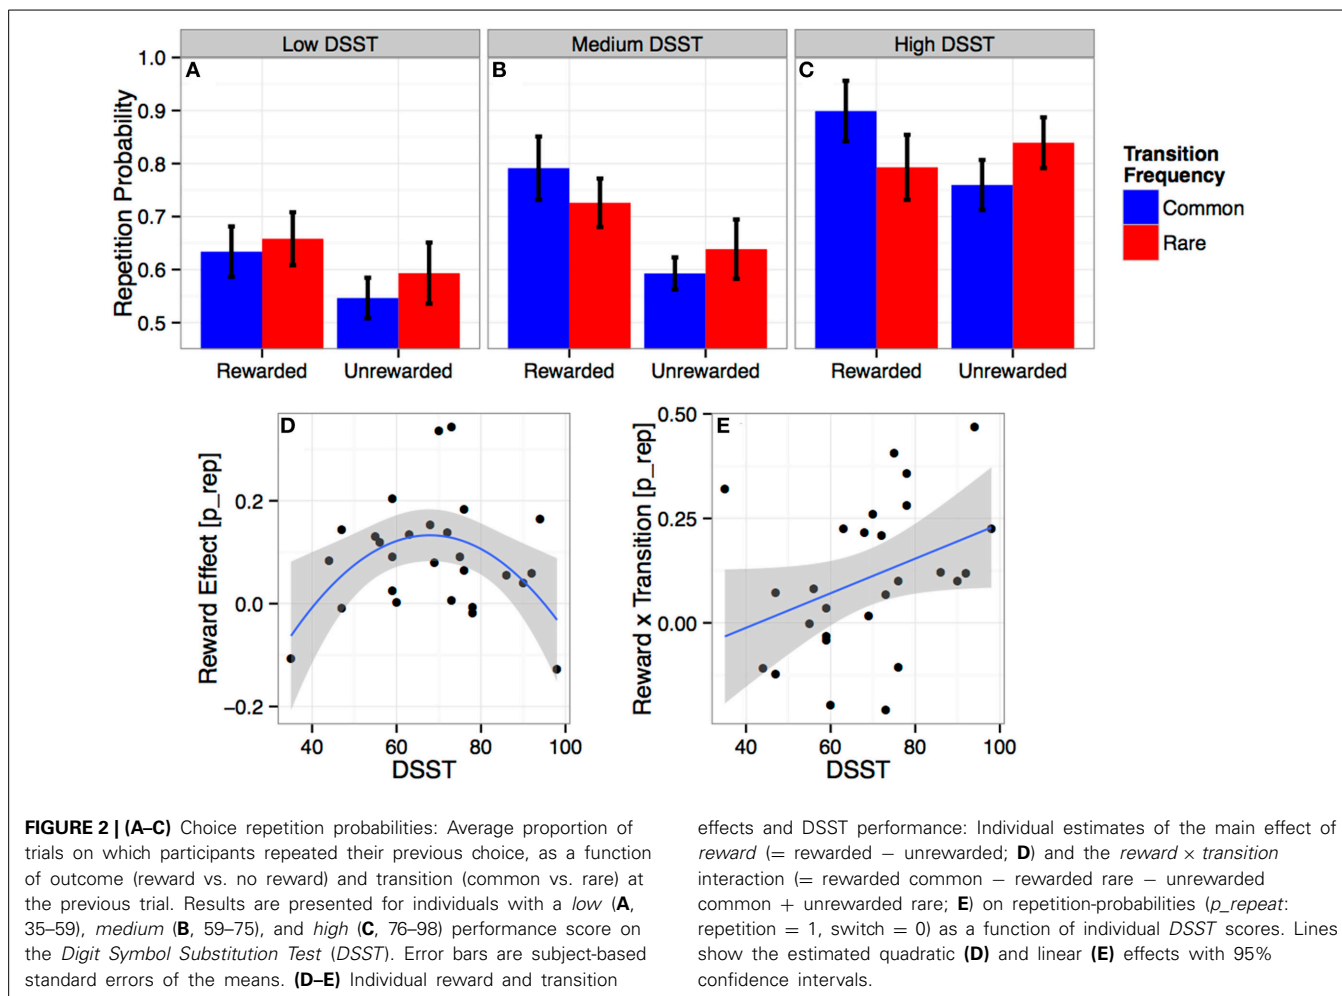 Low DSST
Medium DSST
High DSST
A
B
C
1.0
0.9
0.8
0.7
0.6
0.5
Repetition Probability
Rewarded
Unrewarded
Rewarded
Unrewarded
Rewarded
Unrewarded
Transition
Frequency
Common
Rare
D
0.2
0.0
−0.2
Reward Effect [p_rep]
40
60
80
100
DSST
E
0.50
0.25
0.00
Reward x Transition [p_rep]
40
60
80
100
DSST
FIGURE 2 | (A–C) Choice repetition probabilities: Average proportion of
trials on which participants repeated their previous choice, as a function
of outcome (reward vs. no reward) and transition (common vs. rare) at
the previous trial. Results are presented for individuals with a low (A,
35–59), medium (B, 59–75), and high (C, 76–98) performance score on
the Digit Symbol Substitution Test (DSST). Error bars are subject-based
standard errors of the means. (D–E) Individual reward and transition
effects and DSST performance: Individual estimates of the main effect of
reward (= rewarded − unrewarded; D) and the reward × transition
interaction (= rewarded common − rewarded rare − unrewarded
common + unrewarded rare; E) on repetition-probabilities (p_repeat:
repetition = 1, switch = 0) as a function of individual DSST scores. Lines
show the estimated quadratic (D) and linear (E) effects with 95%
confidence intervals.